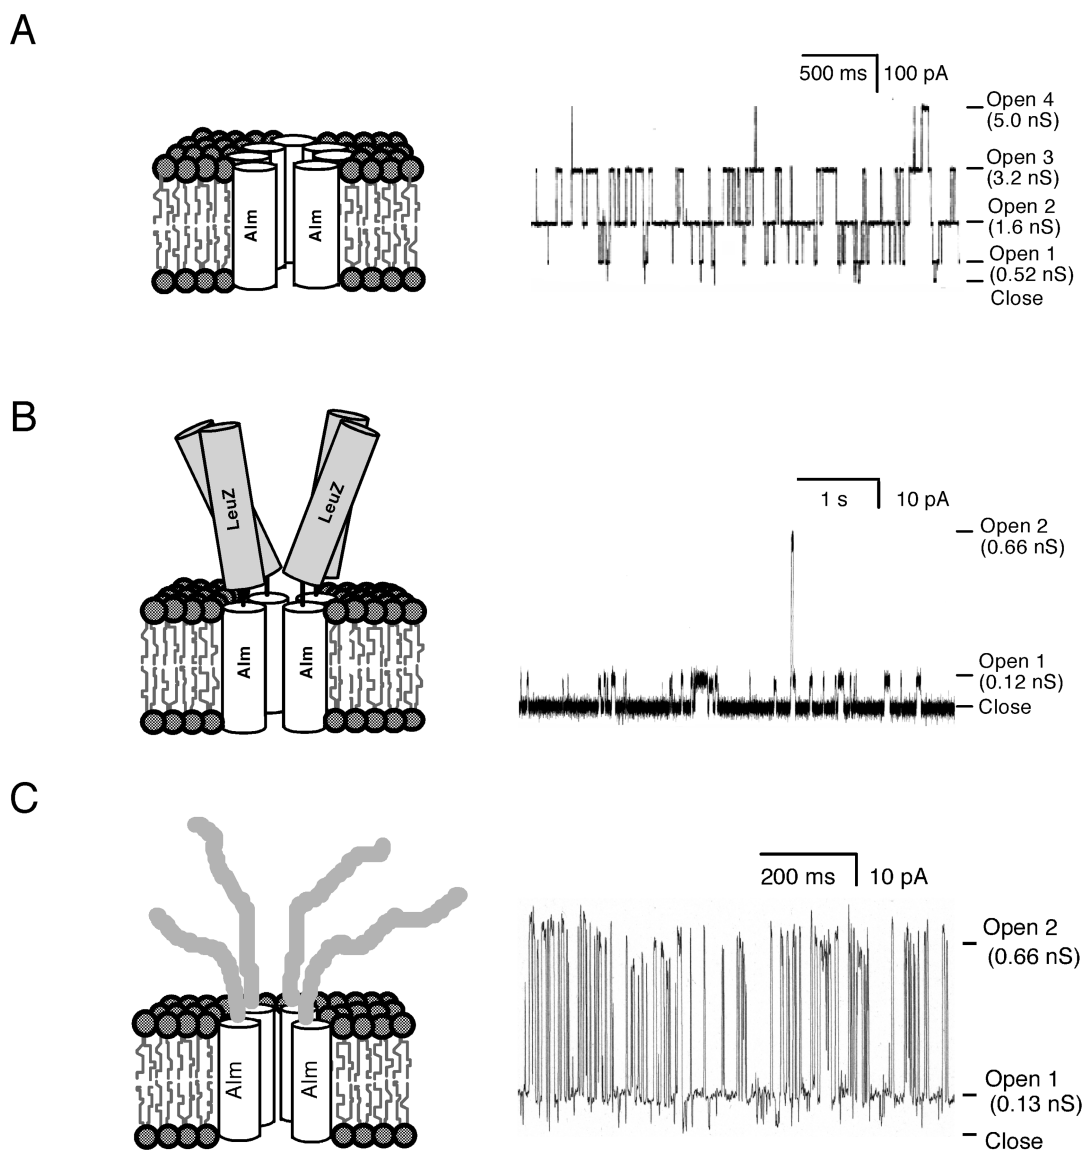 A
500 ms 100 pA
Open 4
(5.0 nS)
Open 3
(3.2 nS)
Open 2
(1.6 nS)
Open 1
(0.52 nS)
Close
Alm Alm
B
LeuZ LeuZ
Alm Alm
1 s 10 pA
Open 2
(0.66 nS)
Open 1
(0.12 nS)
Close
C
Alm Alm
200 ms 10 pA
Open 2
(0.66 nS)
Open 1
(0.13 nS)
Close